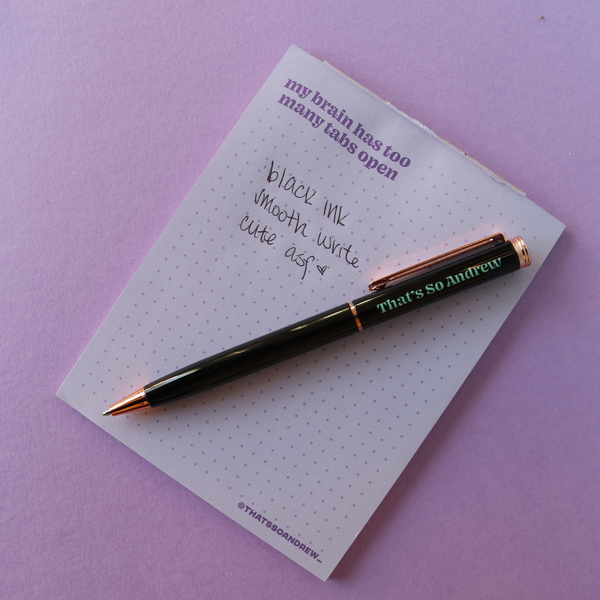 my brain has too
many tabs open
black ink
smooth write
cute asf
That's So Andrew
@THATSSOANDREW_